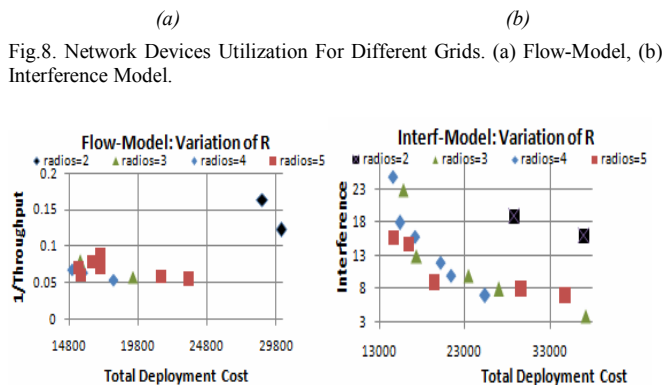 (a) (b)
Fig.8. Network Devices Utilization For Different Grids. (a) Flow-Model, (b)
Interference Model.
Flow-Model: Variation of R
radios=2 radios=3 radios=4 radios=5
1/Throughput
0.2
0.15
0.1
0.05
0
14800 19800 24800 29800
Total Deployment Cost
Interf-Model: Variation of R
radios=2 radios=3 radios=4 radios=5
Interference
23
18
13
8
3
13000 23000 33000
Total Deployment Cost